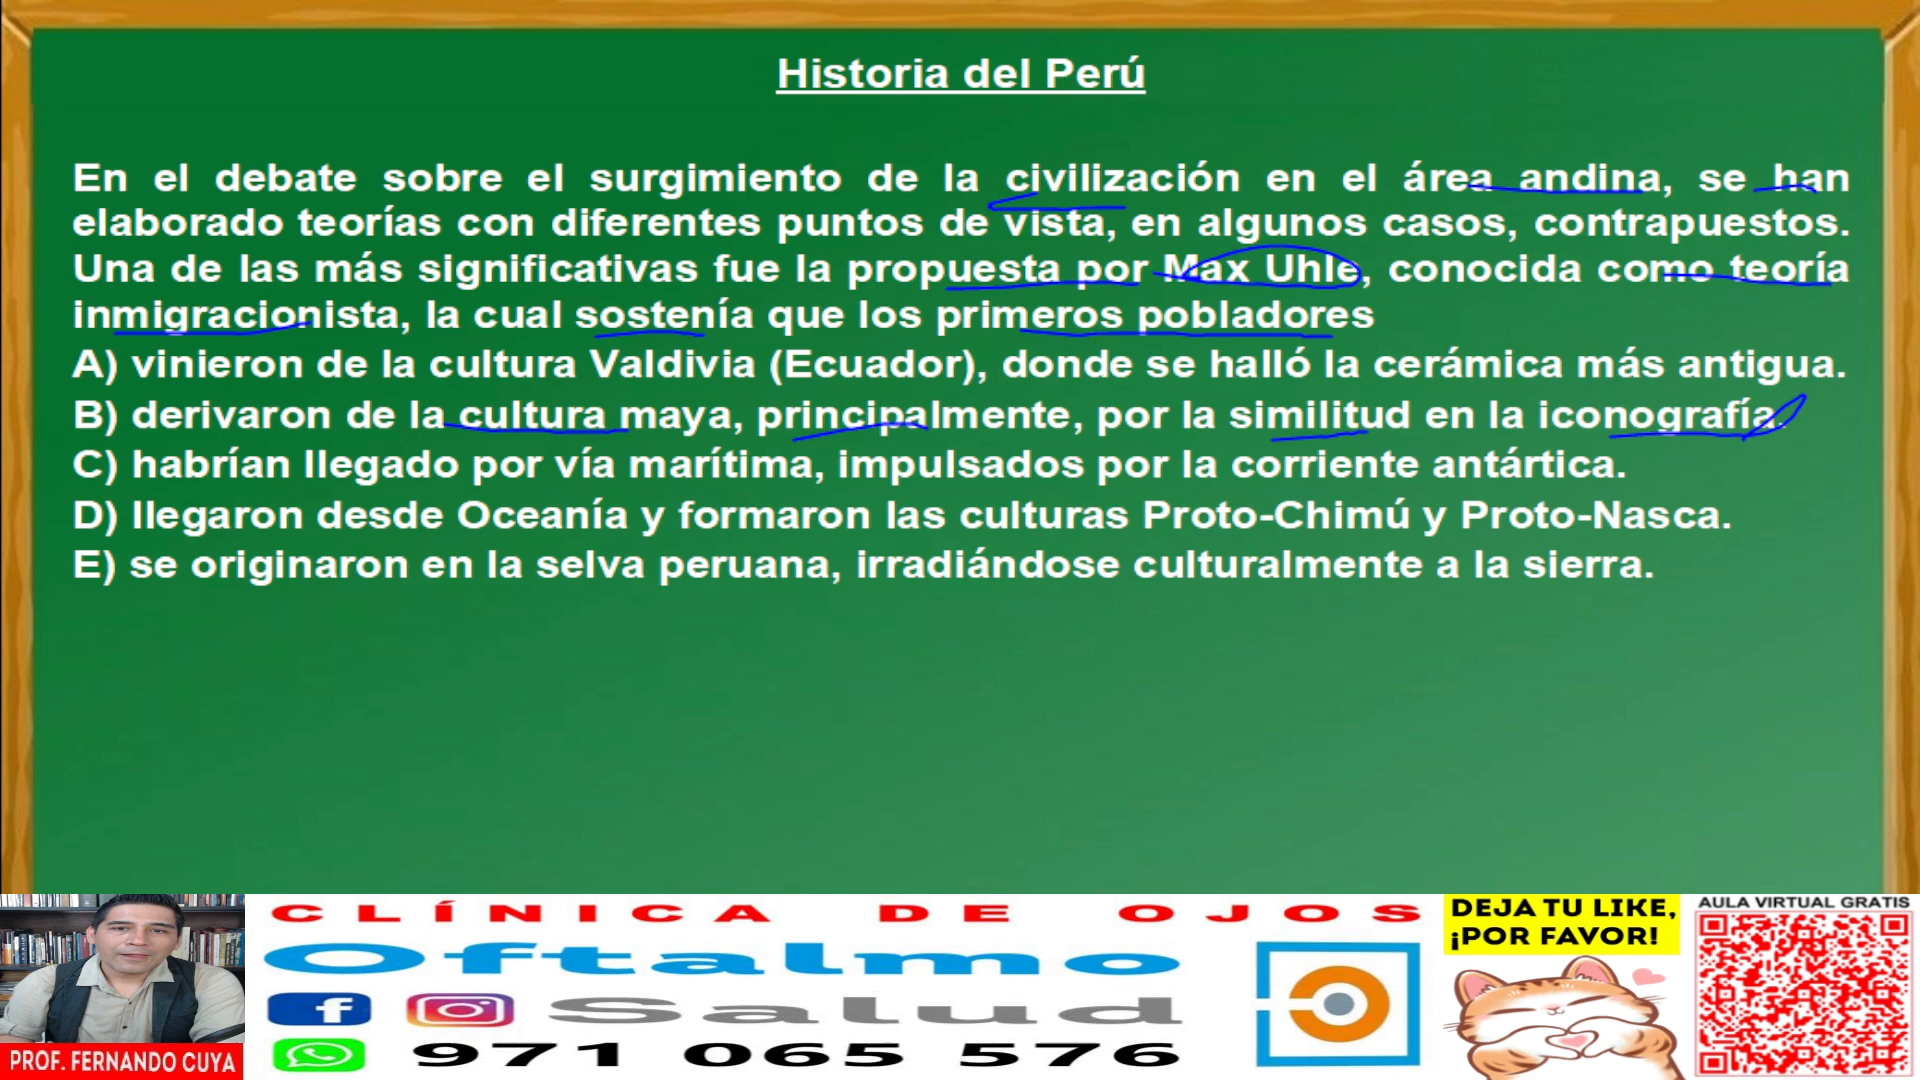 Historia del Perú
En el debate sobre el surgimiento de la civilización en el área andina, se han
elaborado teorías con diferentes puntos de vista, en algunos casos, contrapuestos.
Una de las más significativas fue la propuesta por Max Uhle, conocida como teoría
inmigracionista, la cual sostenía que los primeros pobladores
A) vinieron de la cultura Valdivia (Ecuador), donde se halló la cerámica más antigua.
B) derivaron de la cultura maya, principalmente, por la similitud en la iconografía.
C) habrían llegado por vía marítima, impulsados por la corriente antártica.
D) llegaron desde Oceanía y formaron las culturas Proto-Chimú y Proto-Nasca.
E) se originaron en la selva peruana, irradiándose culturalmente a la sierra.
PROF. FERNANDO CUYA
CLÍNICA DE OJOS
Oftalmo
Salud
971 065 576
DEJA TU LIKE,
¡POR FAVOR!
AULA VIRTUAL GRATIS